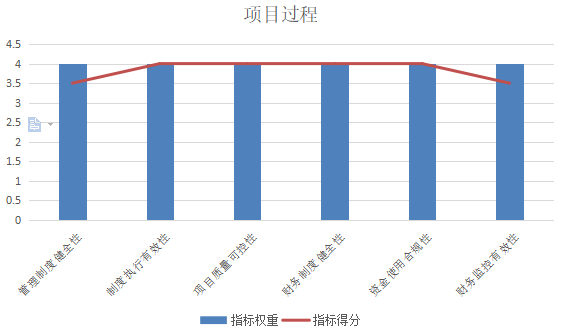 项目过程
4.5
4
3.5
3
2.5
2
1.5
1
0.5
0
管理制度健全性
制度执行有效性
项目质量可控性
财务制度健全性
资金使用合规性
财务监控有效性
指标权重
指标得分